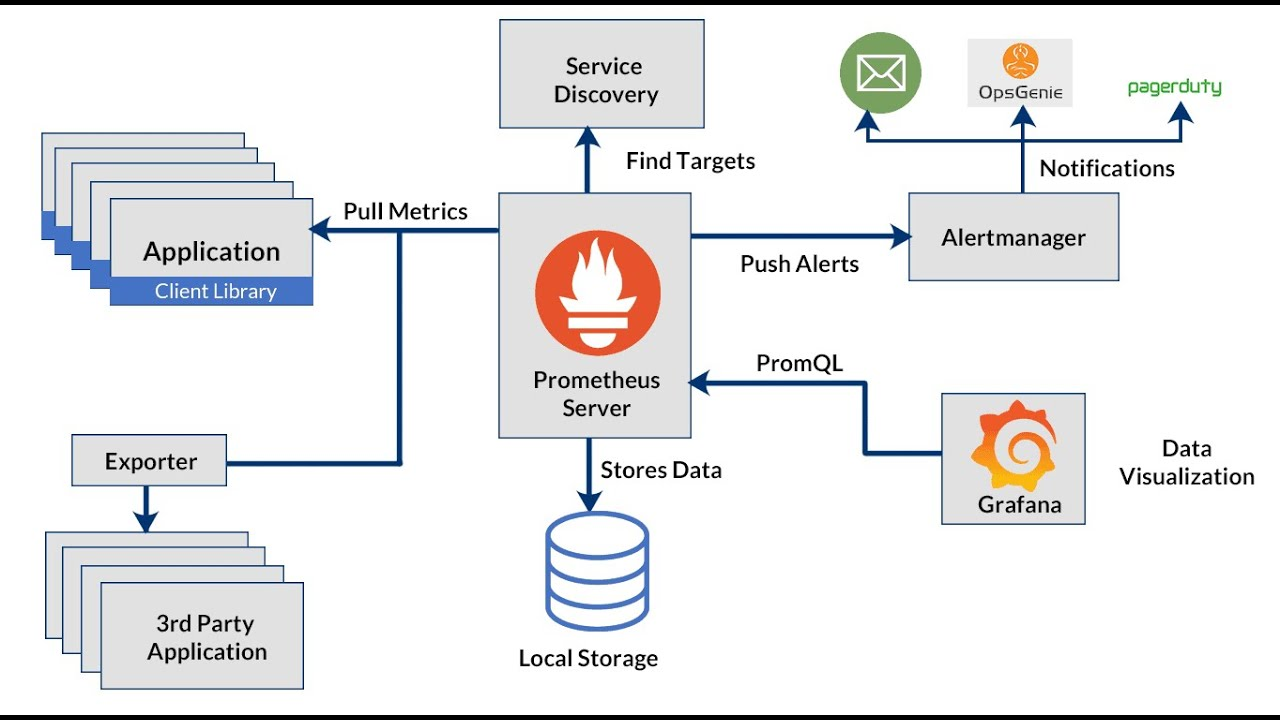 Service
Discovery
OpsGenie
pagerduty
Find Targets
Notifications
Pull Metrics
Application
Client Library
Prometheus
Server
Push Alerts
Alertmanager
PromQL
Grafana
Data
Visualization
Exporter
Stores Data
3rd Party
Application
Local Storage